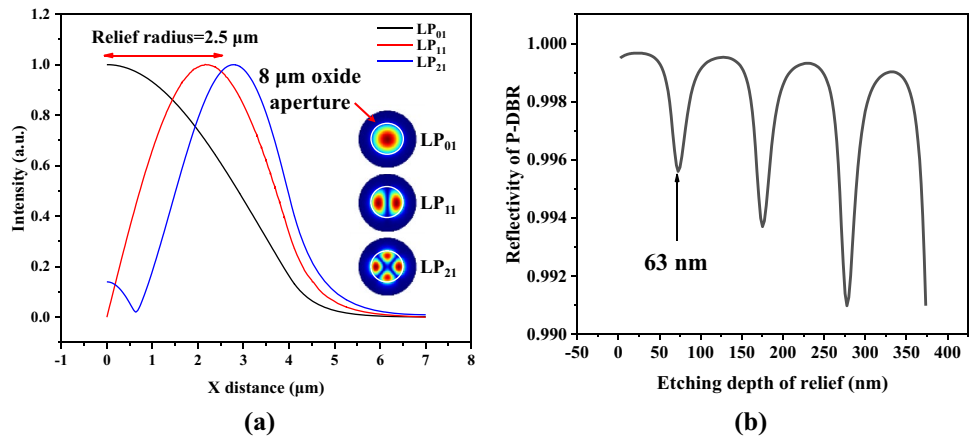 1.2
1.0
0.8
0.6
0.4
0.2
0.0
Intensity (a.u.)
-1 0 1 2 3 4 5 6 7 8
X distance (μm)
Relief radius=2.5 μm
LP01
LP11
LP21
8 μm oxide
aperture
LP01
LP11
LP21
(a)
1.000
0.998
0.996
0.994
0.992
0.990
Reflectivity of P-DBR
63 nm
-50 0 50 100 150 200 250 300 350 400
Etching depth of relief (nm)
(b)